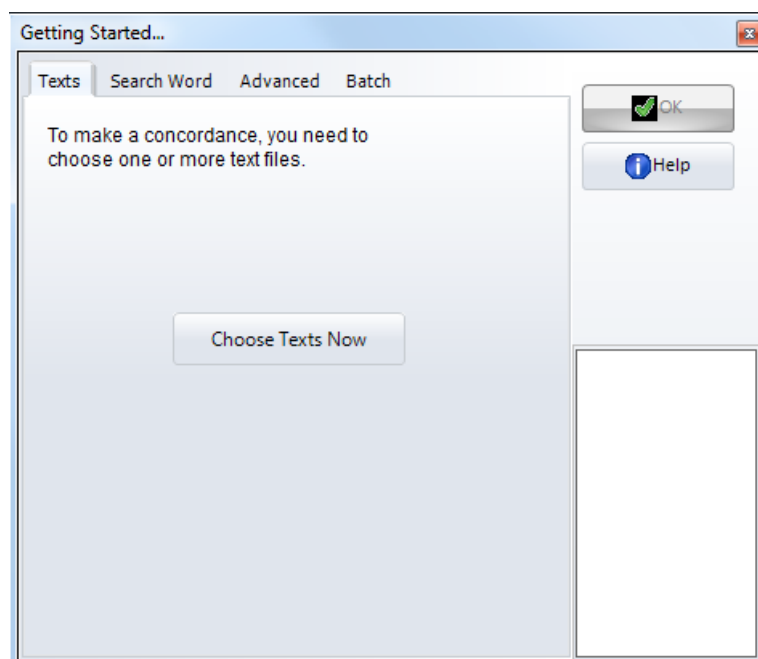 Getting Started...
Texts Search Word Advanced Batch
OK
To make a concordance, you need to
choose one or more text files.
Help
Choose Texts Now